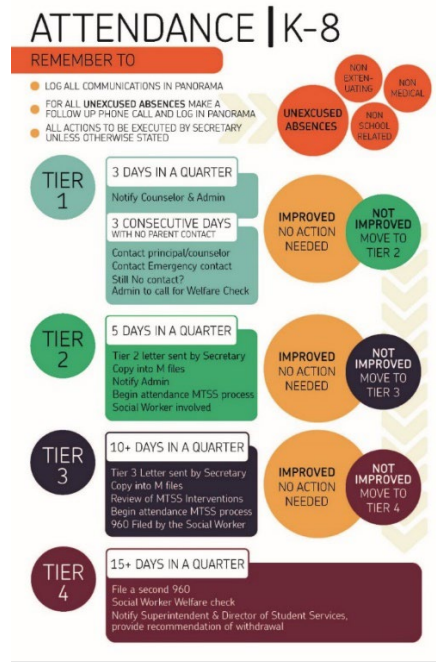 ATTENDANCE | K-8
REMEMBER TO
LOG ALL COMMUNICATIONS IN PANORAMA
FOR ALL UNEXCUSED ABSENCES MAKE A
FOLLOW UP PHONE CALL AND LOG IN PANORAMA
ALL ACTIONS TO BE EXECUTED BY SECRETARY
UNLESS OTHERWISE STATED
UNEXCUSED
ABSENCES
NON
EXTEN-
UATING
NON
MEDICAL
NON
SCHOOL
RELATED
TIER
1
3 DAYS IN A QUARTER
Notify Counselor & Admin
3 CONSECUTIVE DAYS
WITH NO PARENT CONTACT
Contact principal/counselor
Contact Emergency contact
Still No contact?
Admin to call for Welfare Check
IMPROVED
NO ACTION
NEEDED
NOT
IMPROVED
MOVE TO
TIER 2
TIER
2
5 DAYS IN A QUARTER
Tier 2 letter sent by Secretary
Copy into M files
Notify Admin
Begin attendance MTSS process
Social Worker involved
IMPROVED
NO ACTION
NEEDED
NOT
IMPROVED
MOVE TO
TIER 3
TIER
3
10+ DAYS IN A QUARTER
Tier 3 Letter sent by Secretary
Copy into M files
Review of MTSS Interventions
Begin attendance MTSS process
960 Filed by the Social Worker
IMPROVED
NO ACTION
NEEDED
NOT
IMPROVED
MOVE TO
TIER 4
TIER
4
15+ DAYS IN A QUARTER
File a second 960
Social Worker Welfare check
Notify Superintendent & Director of Student Services,
provide recommendation of withdrawal